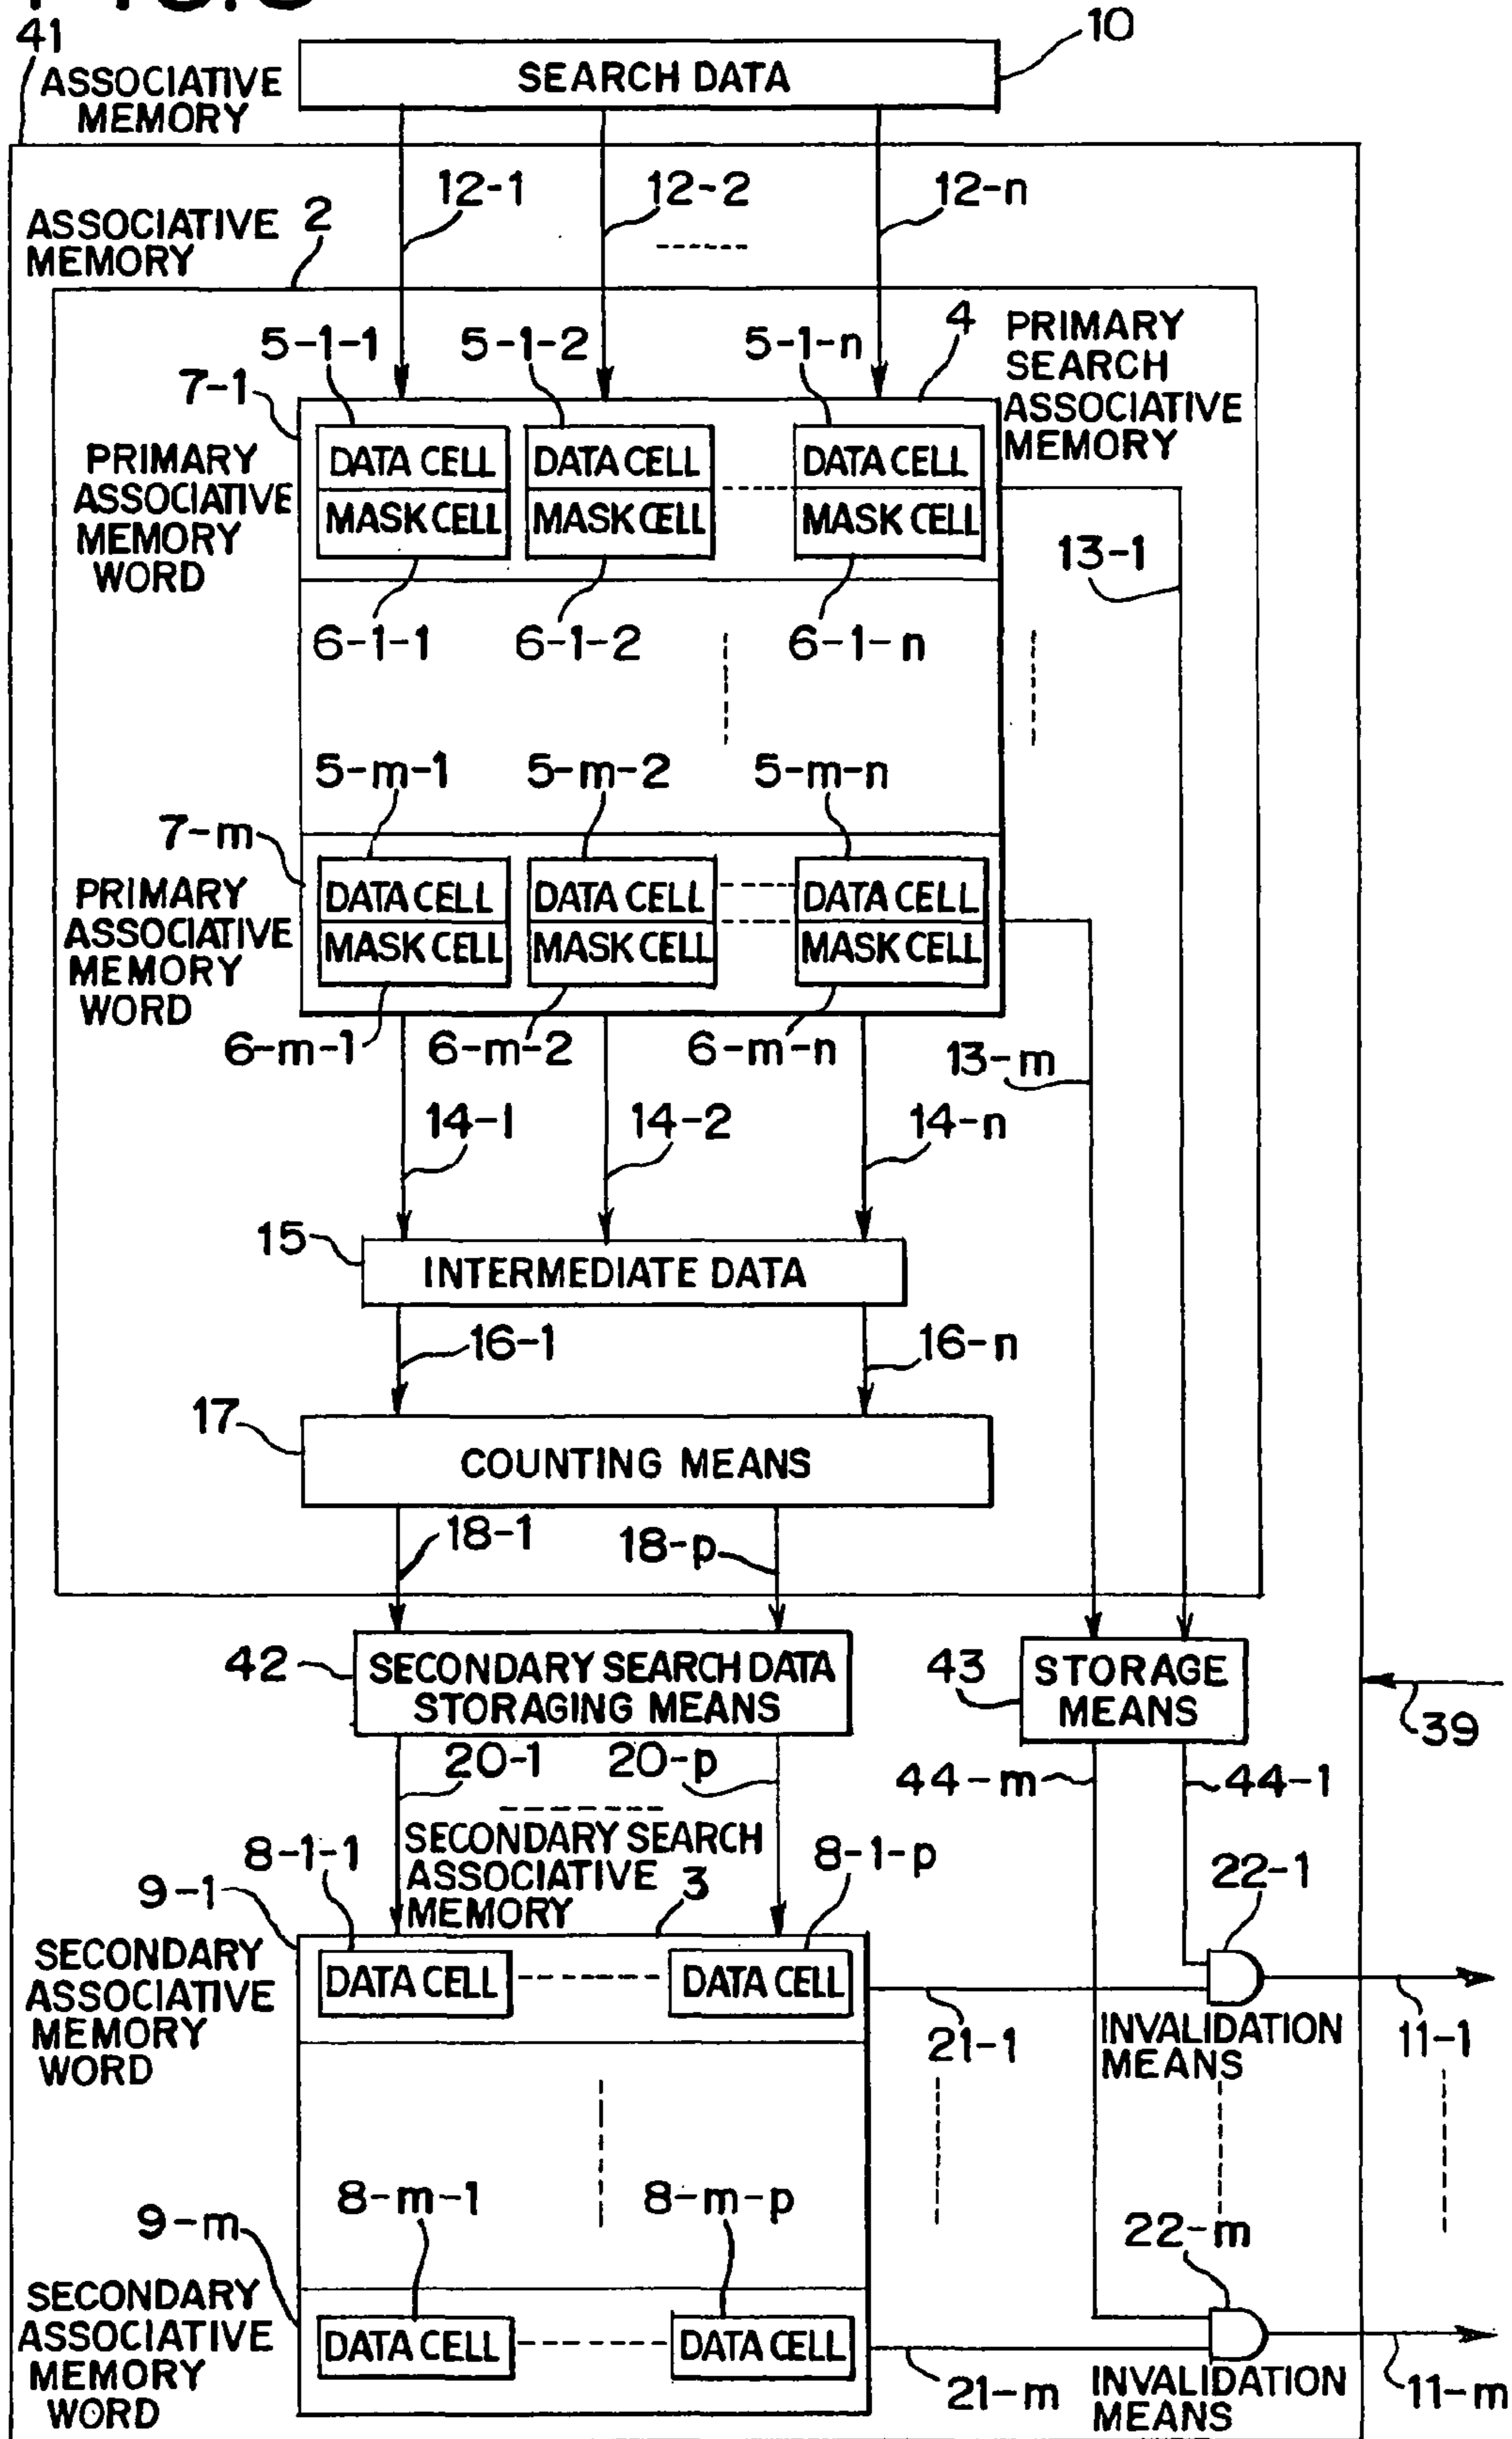 41
10
ASSOCIATIVE
MEMORY
SEARCH DATA
12-1
12-2
12-n
ASSOCIATIVE
MEMORY
2
5-1-1
5-1-2
5-1-n
4
PRIMARY
SEARCH
ASSOCIATIVE
MEMORY
7-1
PRIMARY
ASSOCIATIVE
MEMORY
WORD
DATA CELL
DATA CELL
DATA CELL
MASK CELL
MASK CELL
MASK CELL
13-1
6-1-1
6-1-2
6-1-n
5-m-1
5-m-2
5-m-n
7-m
PRIMARY
ASSOCIATIVE
MEMORY
WORD
DATA CELL
DATA CELL
DATA CELL
MASK CELL
MASK CELL
MASK CELL
6-m-1
6-m-2
6-m-n
13-m
14-1
14-2
14-n
15
INTERMEDIATE DATA
16-1
16-n
17
COUNTING MEANS
18-1
18-p
42
SECONDARY SEARCH DATA
STORAGING MEANS
43
STORAGE
MEANS
39
20-1
20-p
44-m
44-1
SECONDARY SEARCH
ASSOCIATIVE
MEMORY
3
8-1-1
8-1-p
22-1
9-1
SECONDARY
ASSOCIATIVE
MEMORY
WORD
DATA CELL
DATA CELL
21-1
INVALIDATION
MEANS
11-1
8-m-1
8-m-p
9-m
22-m
SECONDARY
ASSOCIATIVE
MEMORY
WORD
DATA CELL
DATA CELL
21-m
INVALIDATION
MEANS
11-m